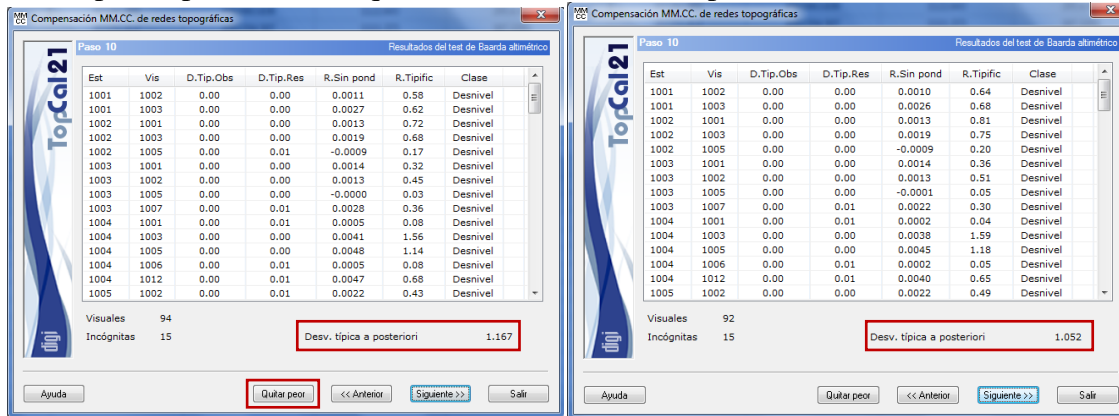 MM CC Compensación MM.CC. de redes topográficas
TopCal 21
digi
Paso 10
Resultados del test de Baarda altimétrico
Est Vis D.Tip.Obs D.Tip.Res R.Sin pond R.Tipific Clase
1001 1002 0.00 0.00 0.0011 0.58 Desnivel
1001 1003 0.00 0.00 0.0027 0.62 Desnivel
1002 1001 0.00 0.00 0.0013 0.72 Desnivel
1002 1003 0.00 0.00 0.0019 0.68 Desnivel
1002 1005 0.00 0.01 -0.0009 0.17 Desnivel
1003 1001 0.00 0.00 0.0014 0.32 Desnivel
1003 1002 0.00 0.00 0.0013 0.45 Desnivel
1003 1005 0.00 0.00 -0.0000 0.03 Desnivel
1003 1007 0.00 0.01 0.0028 0.36 Desnivel
1004 1001 0.00 0.01 0.0005 0.08 Desnivel
1004 1003 0.00 0.00 0.0041 1.56 Desnivel
1004 1005 0.00 0.00 0.0048 1.14 Desnivel
1004 1006 0.00 0.01 0.0005 0.08 Desnivel
1004 1012 0.00 0.01 0.0047 0.68 Desnivel
1005 1002 0.00 0.01 0.0022 0.43 Desnivel
Visuales 94
Incógnitas 15
Desv. típica a posteriori 1.167
Ayuda Quitar peor << Anterior Siguiente >> Salir
MM CC Compensación MM.CC. de redes topográficas
TopCal 21
digi
Paso 10
Resultados del test de Baarda altimétrico
Est Vis D.Tip.Obs D.Tip.Res R.Sin pond R.Tipific Clase
1001 1002 0.00 0.00 0.0010 0.64 Desnivel
1001 1003 0.00 0.00 0.0026 0.68 Desnivel
1002 1001 0.00 0.00 0.0013 0.81 Desnivel
1002 1003 0.00 0.00 0.0019 0.75 Desnivel
1002 1005 0.00 0.00 -0.0009 0.20 Desnivel
1003 1001 0.00 0.00 0.0014 0.36 Desnivel
1003 1002 0.00 0.00 0.0013 0.51 Desnivel
1003 1005 0.00 0.00 -0.0001 0.05 Desnivel
1003 1007 0.00 0.01 0.0022 0.30 Desnivel
1004 1001 0.00 0.01 0.0002 0.04 Desnivel
1004 1003 0.00 0.00 0.0038 1.59 Desnivel
1004 1005 0.00 0.00 0.0045 1.18 Desnivel
1004 1006 0.00 0.01 0.0002 0.05 Desnivel
1004 1012 0.00 0.01 0.0040 0.65 Desnivel
1005 1002 0.00 0.00 0.0022 0.49 Desnivel
Visuales 92
Incógnitas 15
Desv. típica a posteriori 1.052
Ayuda Quitar peor << Anterior Siguiente >> Salir